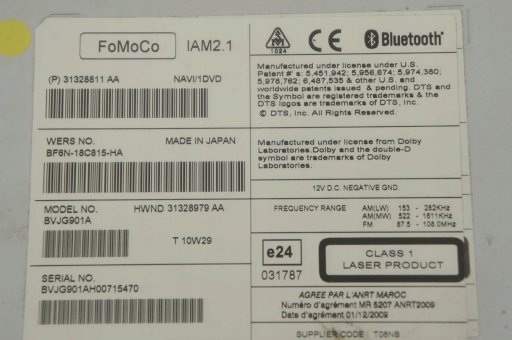 FoMoCo IAM2.1
(P) 31328811 AA NAVI/1DVD
WERS NO. MADE IN JAPAN
BF6N-18C815-HA
MODEL NO. HWND 31328979 AA
BVJG901A
T 10W29
SERIAL NO.
BVJG901AH00715470
1094 CE Bluetooth
Manufactured under license under U.S.
Patent #'s: 5,451,942; 5,956,674; 5,974,380;
5,978,762; 6,487,535 & other U.S. and
worldwide patents issued & pending. DTS and
the Symbol are registered trademarks & the
DTS logos are trademarks of DTS, Inc.
© DTS, Inc. All Rights Reserved.
Manufactured under license from Dolby
Laboratories.Dolby and the double-D
symbol are trademarks of Dolby
Laboratories.
12V D.C. NEGATIVE GND.
FREQUENCY RANGE AM(LW) 153 - 282KHz
AM(MW) 522 - 1611KHz
FM 87.5 - 108.0MHz
e24
031787
CLASS 1
LASER PRODUCT
AGREE PAR L'ANRT MAROC
Numéro d'agrément MR 5207 ANRT2009
Date d'agrément 01/12/2009
SUPPLIER CODE : T06NB